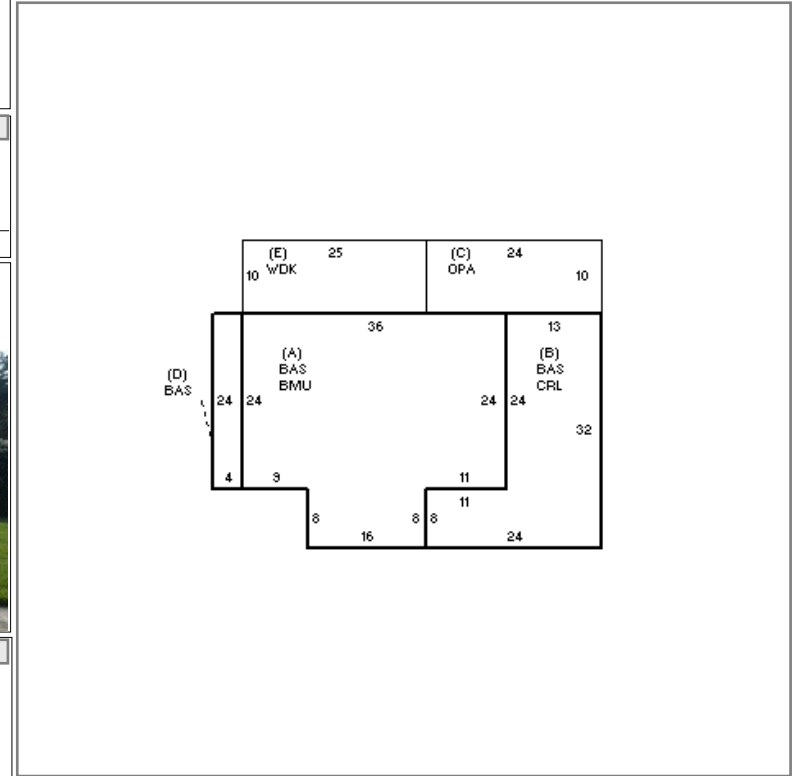 (E) 25 (C) 24
10 WDK OPA 10
36 13
(A) (B)
(D) BAS BAS
BAS BMU CRL
24 24 24 24
32
4 9 11
11
8 8 8
16 24